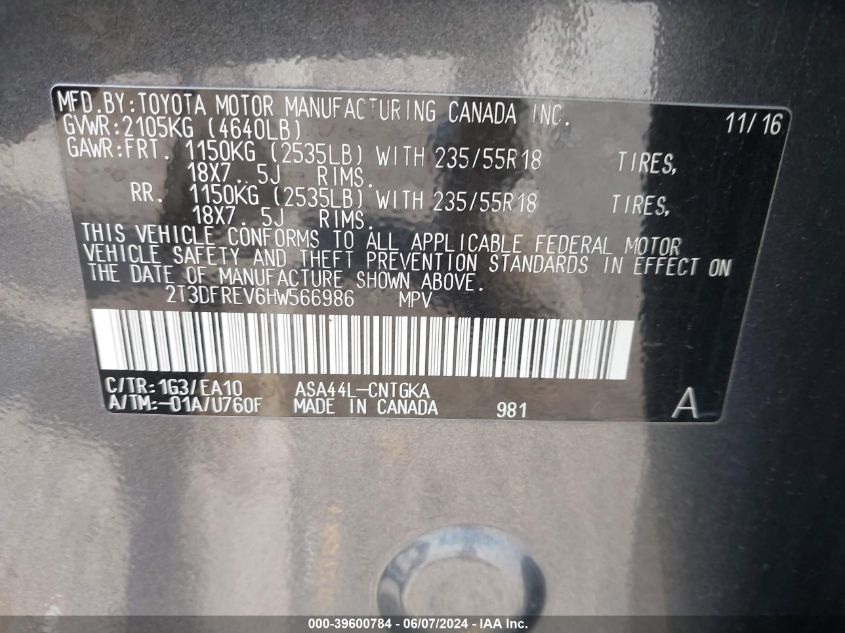 MFD.BY:TOYOTA MOTOR MANUFACTURING CANADA INC. 11/16
GVWR:2105KG (4640LB)
GAWR:FRT. 1150KG (2535LB) WITH 235/55R18 TIRES,
18X7. 5J RIMS.
RR. 1150KG (2535LB) WITH 235/55R18 TIRES,
18X7. 5J RIMS.
THIS VEHICLE CONFORMS TO ALL APPLICABLE FEDERAL MOTOR
VEHICLE SAFETY AND THEFT PREVENTION STANDARDS IN EFFECT ON
THE DATE OF MANUFACTURE SHOWN ABOVE.
2T3DFREV6HW566986 MPV
C/TR:1G3/EA10 ASA44L-CNTGKA
A/TM:-01A/U760F MADE IN CANADA 981 A
000-39600784 - 06/07/2024 - IAA Inc.